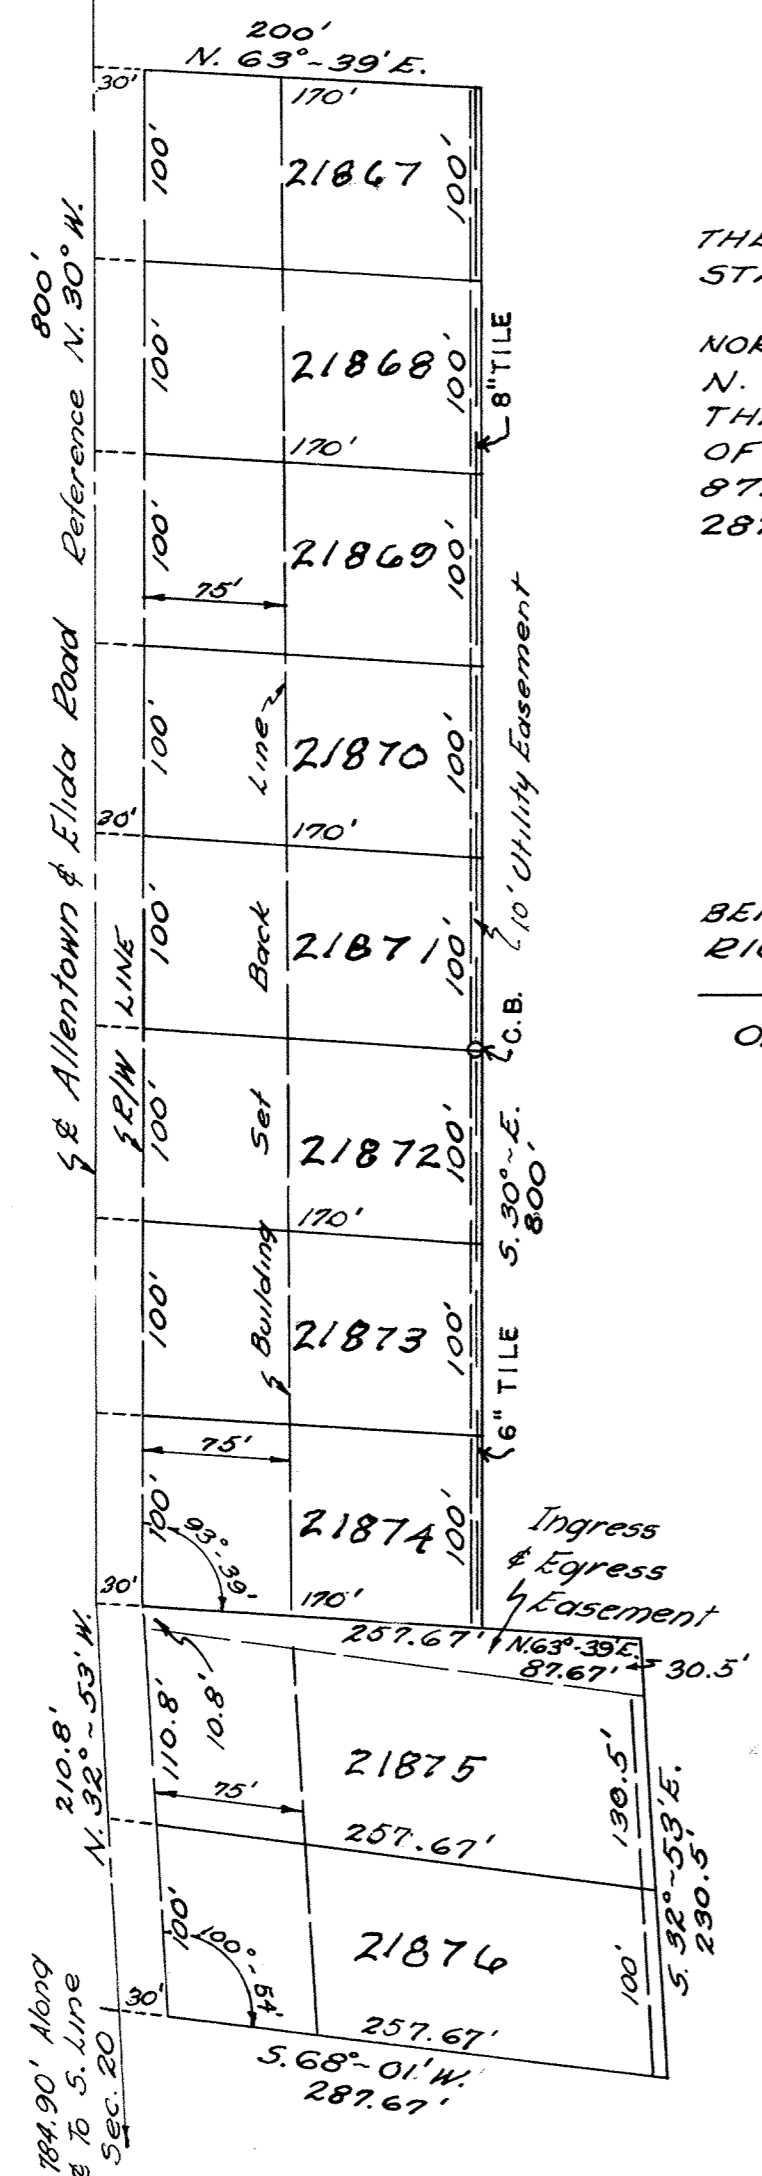 200'
N. 63°~39'E.
30'
170'
100'
21867
100'
800'
Reference N. 30° W.
100'
21868
100'
8" TILE
170'
100'
21869
100'
75'
10' Utility Easement
100'
Line
21870
100'
30'
170'
℄ Allentown & Elida Road
R/W LINE
100'
Back
21871
100'
C.B.
100'
Set
21872
100'
S. 30°~E.
800'
170'
100'
Building
21873
100'
6" TILE
75'
100'
93°-39'
21874
100'
Ingress
& Egress
Easement
30'
170'
257.67'
N.63°-39'E.
87.67'
30.5'
210.8'
N. 32°~53' W.
110.8'
10.8'
21875
130.5'
75'
257.67'
S. 32°~53'E.
230.5'
100'
100°-54'
21876
100'
30'
257.67'
S. 68°~01' W.
287.67'
784.90' Along
℄ To S. Line
Sec. 20
THE
STA
NOR
N.
THA
OF
87.
287
BEI
RIG